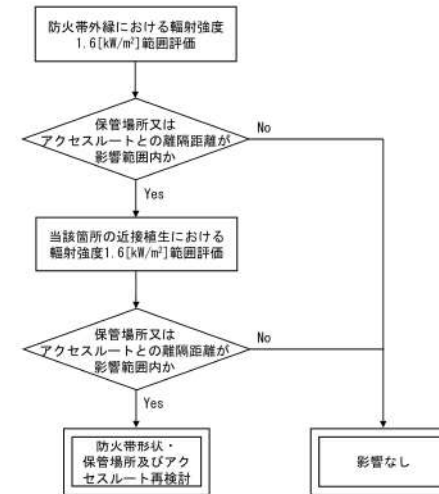 防火帯外縁における輻射強度
1.6[kW/m²]範囲評価
保管場所又は
アクセスルートとの離隔距離が
影響範囲内か
No
Yes
当該箇所の近接植生における
輻射強度1.6[kW/m²]範囲評価
保管場所又は
アクセスルートとの離隔距離が
影響範囲内か
No
Yes
防火帯形状・
保管場所及びアク
セスルート再検討
影響なし